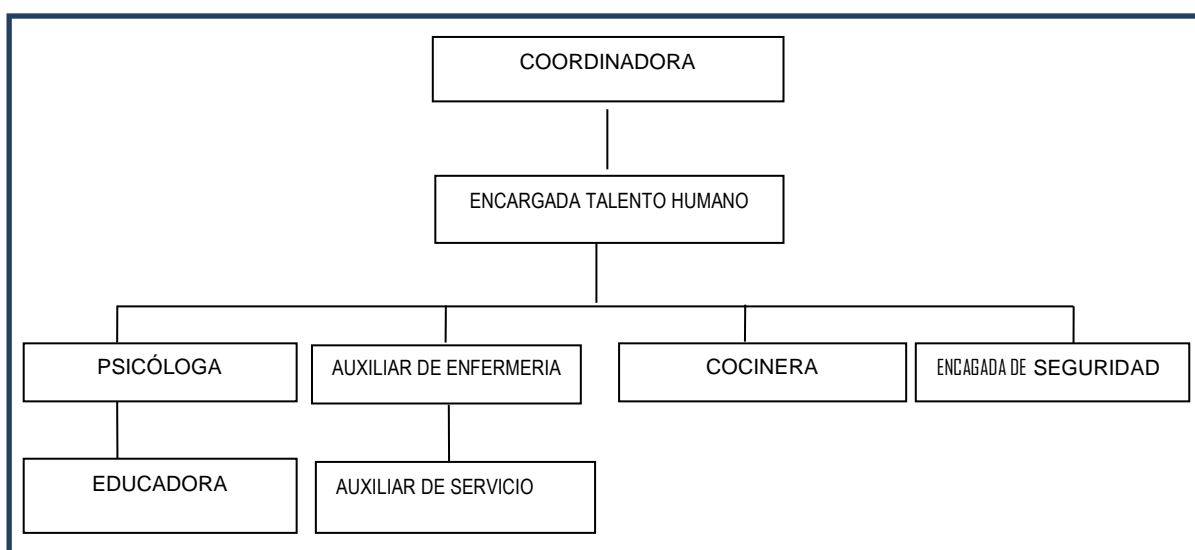 COORDINADORA
ENCARGADA TALENTO HUMANO
PSICÓLOGA
AUXILIAR DE ENFERMERIA
COCINERA
ENCAGADA DE SEGURIDAD
EDUCADORA
AUXILIAR DE SERVICIO